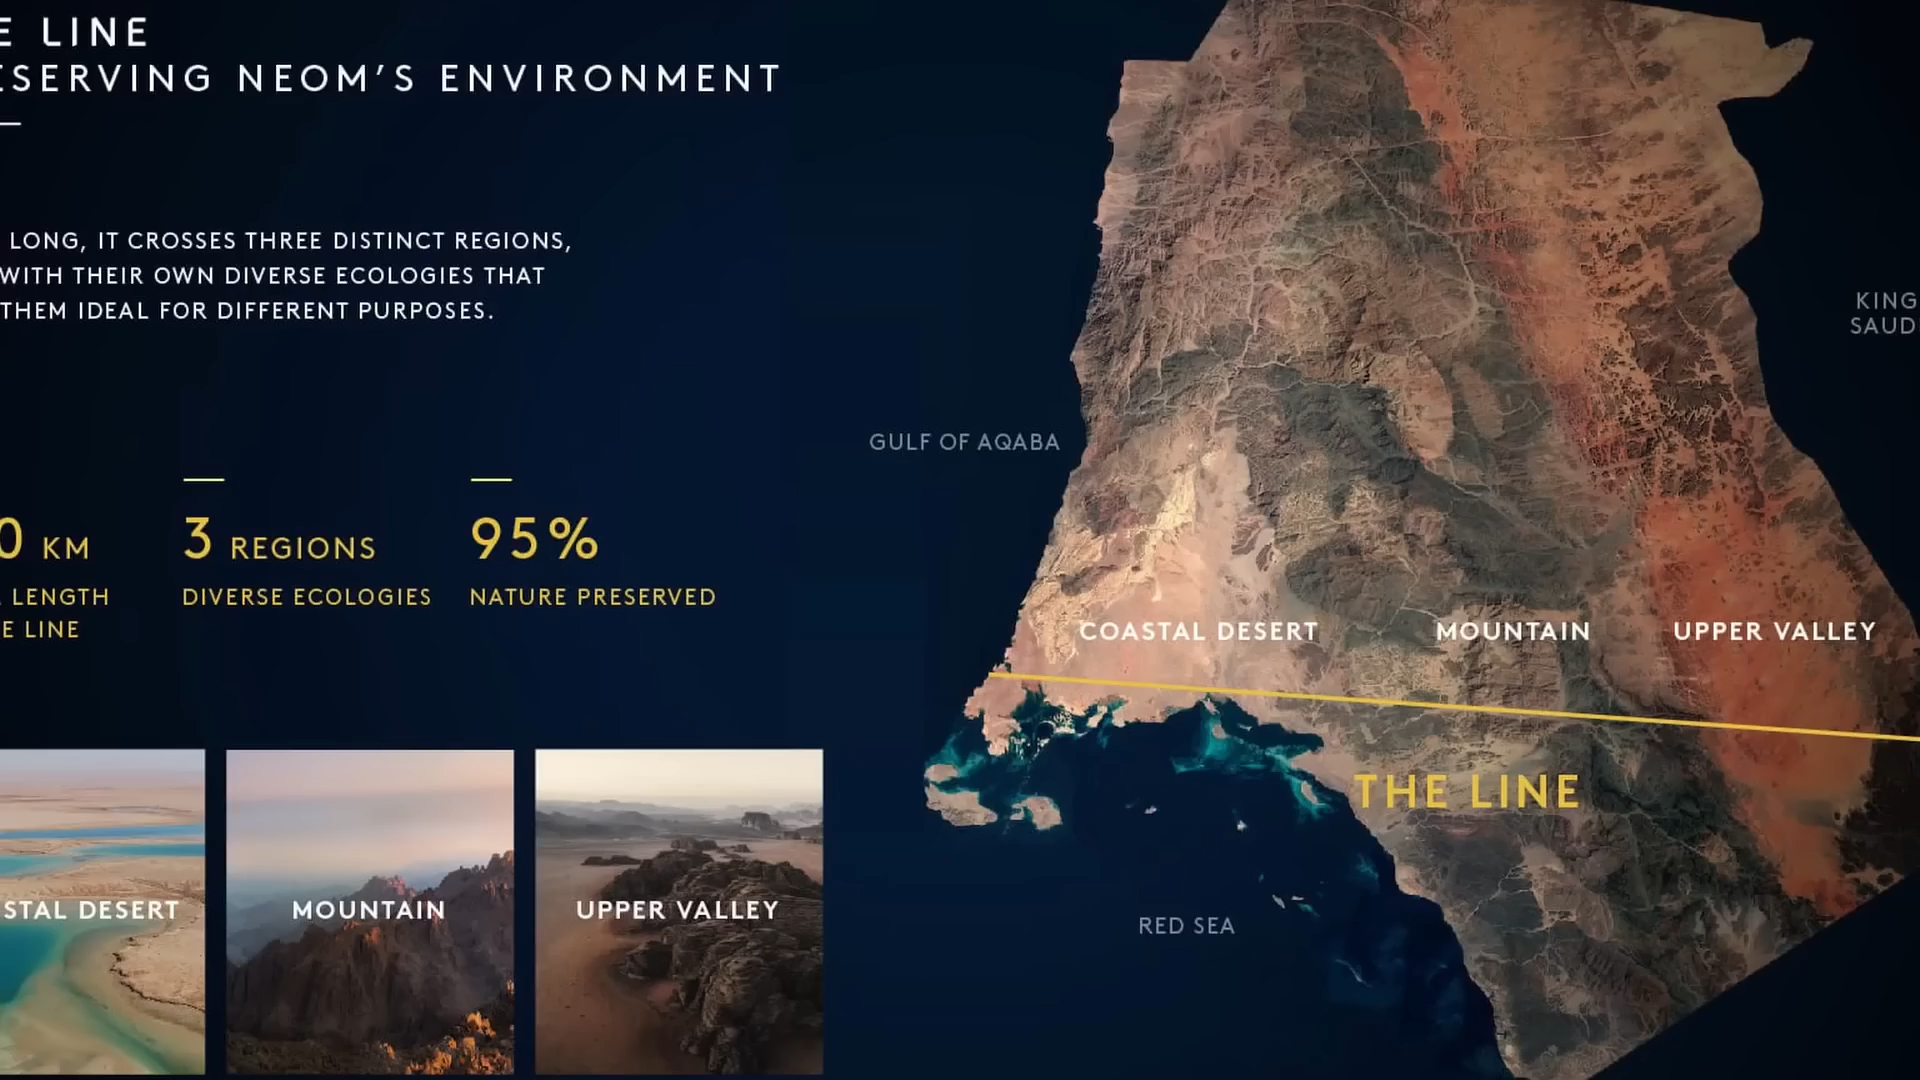 E LINE
ESERVING NEOM’S ENVIRONMENT
LONG, IT CROSSES THREE DISTINCT REGIONS,
WITH THEIR OWN DIVERSE ECOLOGIES THAT
THEM IDEAL FOR DIFFERENT PURPOSES.
0 KM
LENGTH
E LINE
3 REGIONS
DIVERSE ECOLOGIES
95%
NATURE PRESERVED
STAL DESERT
MOUNTAIN
UPPER VALLEY
GULF OF AQABA
KING
SAUD
COASTAL DESERT
MOUNTAIN
UPPER VALLEY
THE LINE
RED SEA